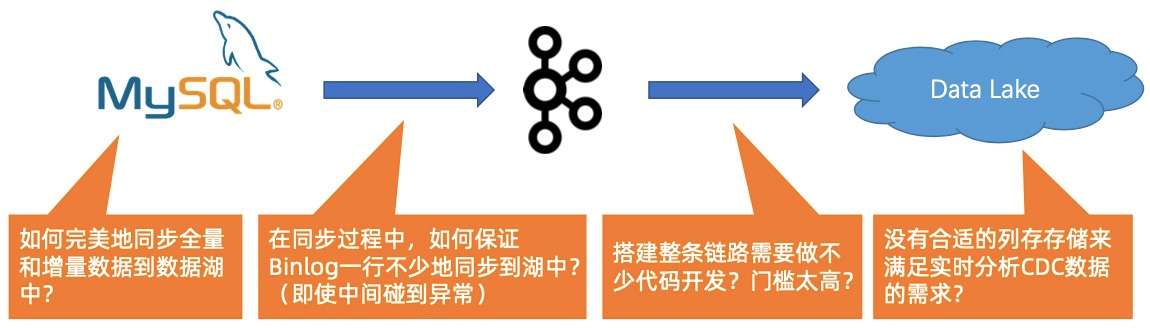 MySQL®
Data Lake
如何完美地同步全量
和增量数据到数据湖
中？
在同步过程中，如何保证
Binlog一行不少地同步到湖中？
（即使中间碰到异常）
搭建整条链路需要做不
少代码开发？门槛太高？
没有合适的列存存储来
满足实时分析CDC数据
的需求？